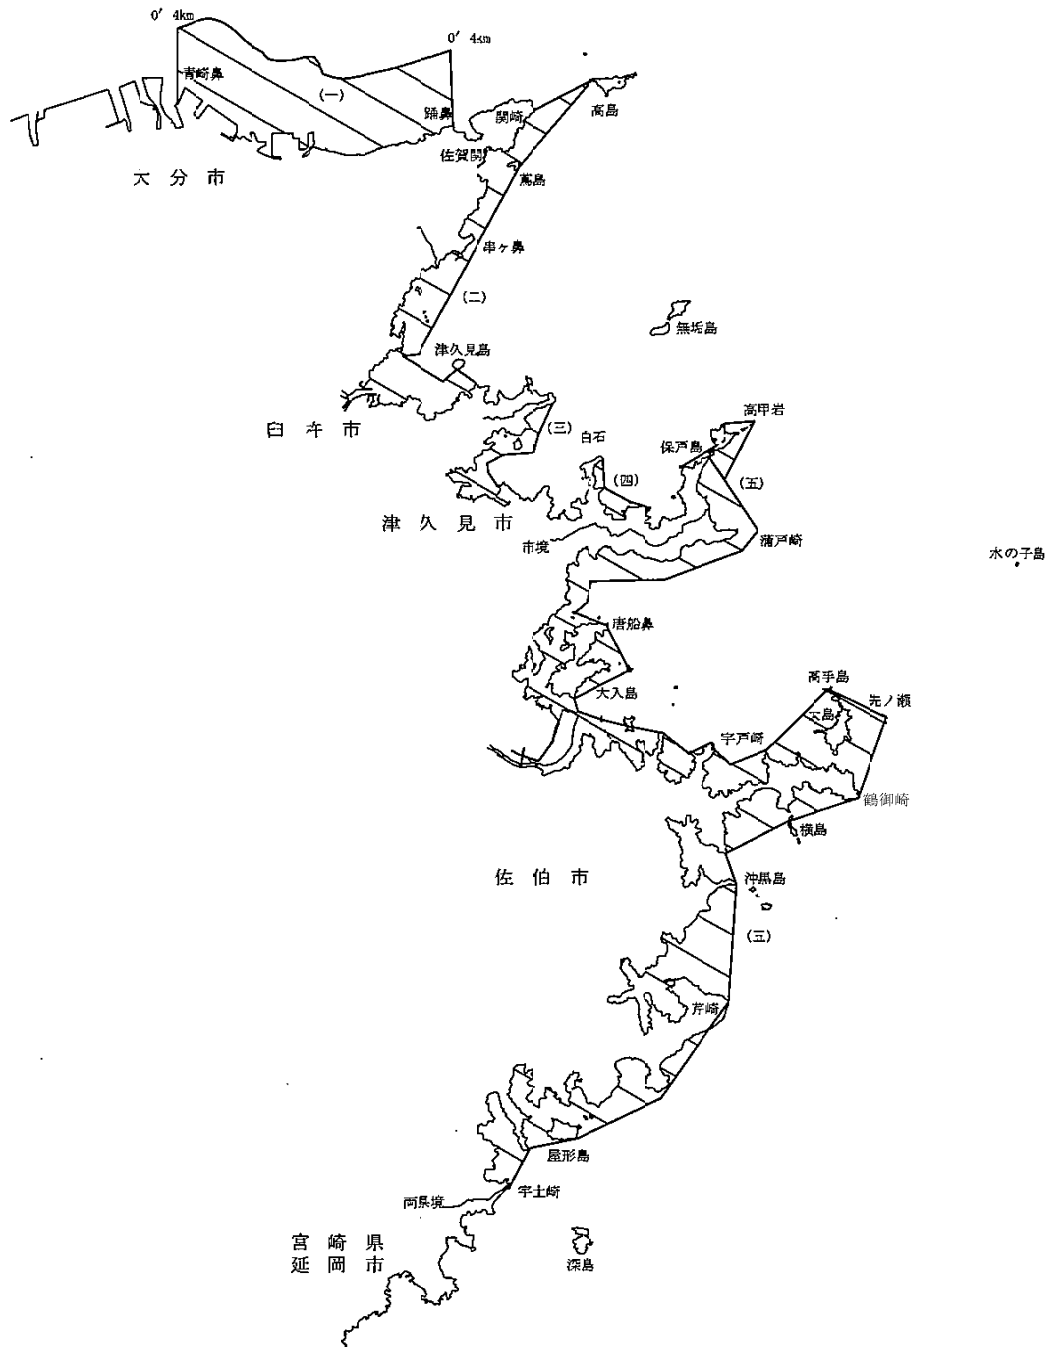 0′ 4km
0′ 4km
青崎鼻
(一)
踊鼻
関崎
高島
佐賀関
大分市
蔦島
串ヶ鼻
(二)
無垢島
津久見島
臼杵市
(三)
高甲岩
白石
保戸島
(四)
(五)
津久見市
市境
蒲戸崎
水の子島
唐船鼻
大入島
高手島
先ノ瀬
大島
宇戸崎
鶴御崎
横島
佐伯市
沖黒島
(五)
芹崎
屋形島
両県境
宇土崎
宮崎県
延岡市
深島